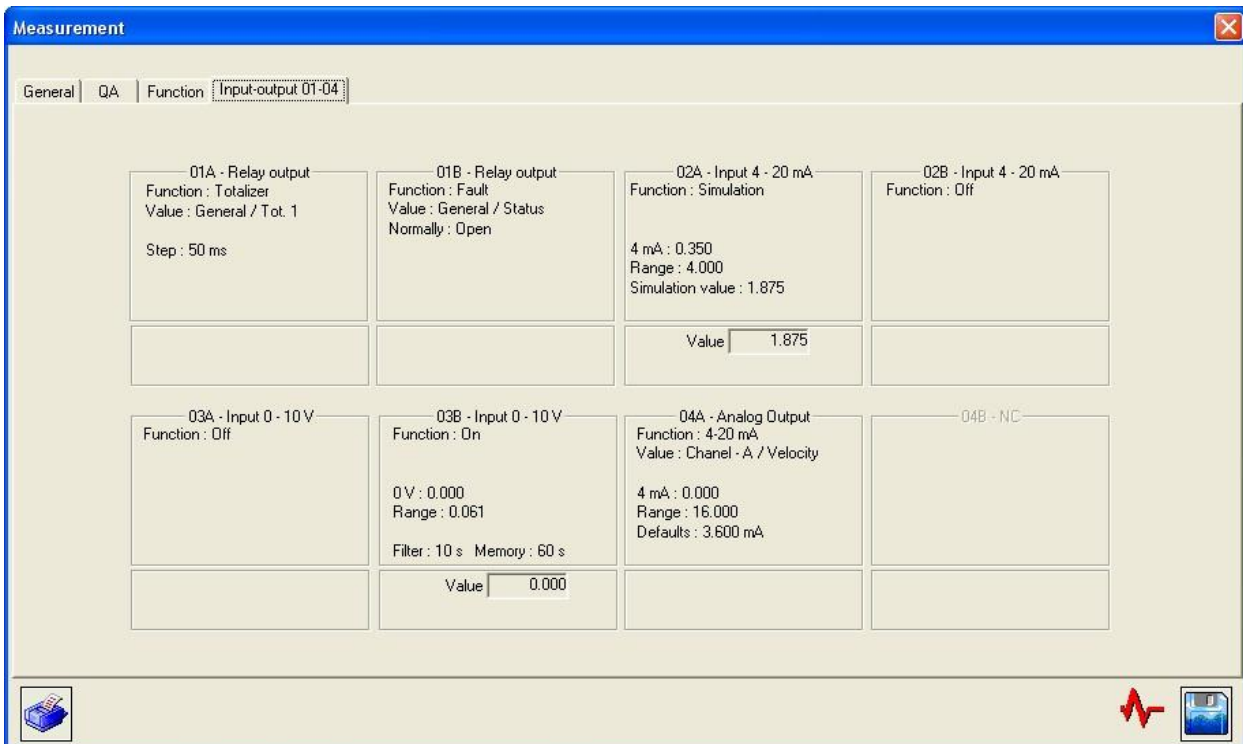 Measurement
General
QA
Function
Input-output 01-04
01A - Relay output
Function : Totalizer
Value : General / Tot. 1
Step : 50 ms
01B - Relay output
Function : Fault
Value : General / Status
Normally : Open
02A - Input 4 - 20 mA
Function : Simulation
4 mA : 0.350
Range : 4.000
Simulation value : 1.875
Value 1.875
02B - Input 4 - 20 mA
Function : Off
03A - Input 0 - 10 V
Function : Off
03B - Input 0 - 10 V
Function : On
0 V : 0.000
Range : 0.061
Filter : 10 s Memory : 60 s
Value 0.000
04A - Analog Output
Function : 4-20 mA
Value : Chanel - A / Velocity
4 mA : 0.000
Range : 16.000
Defaults : 3.600 mA
04B - NC